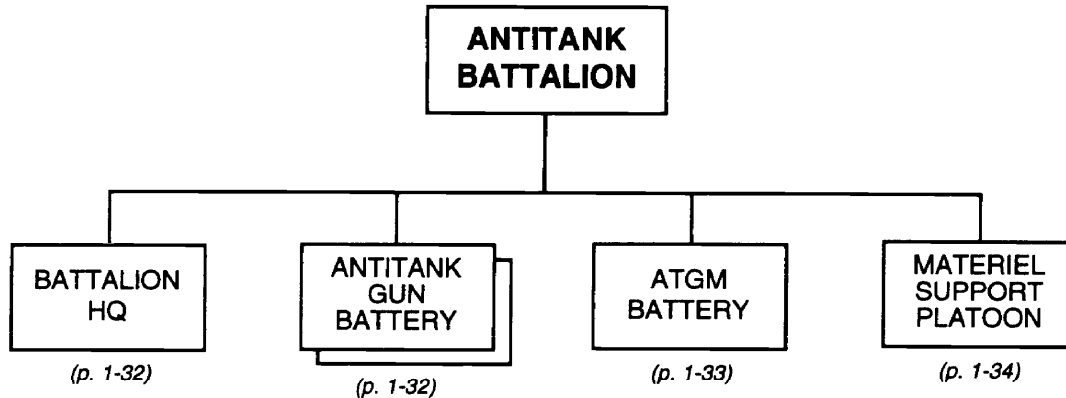 ANTITANK
BATTALION
BATTALION
HQ
(p. 1-32)
ANTITANK
GUN
BATTERY
(p. 1-32)
ATGM
BATTERY
(p. 1-33)
MATERIEL
SUPPORT
PLATOON
(p. 1-34)